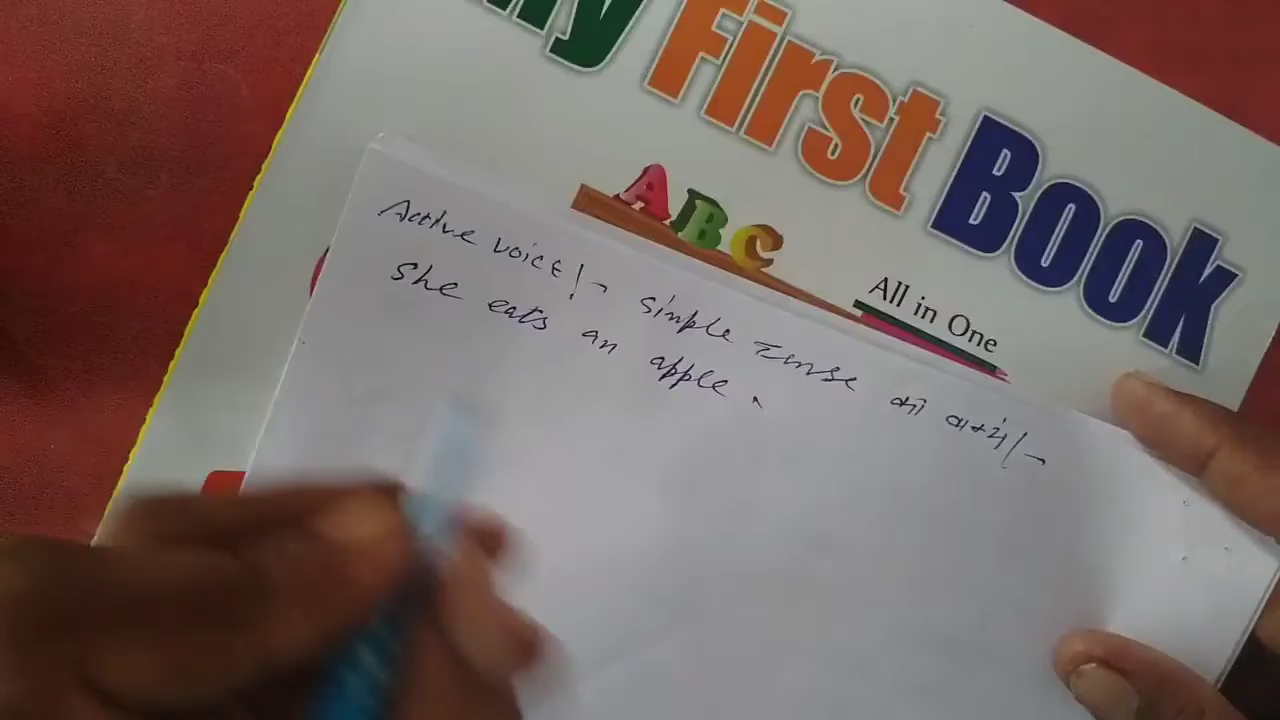 My First Book
ABC
All in One
Active voice!- simple Tense का वाक्य!-
She eats an apple.